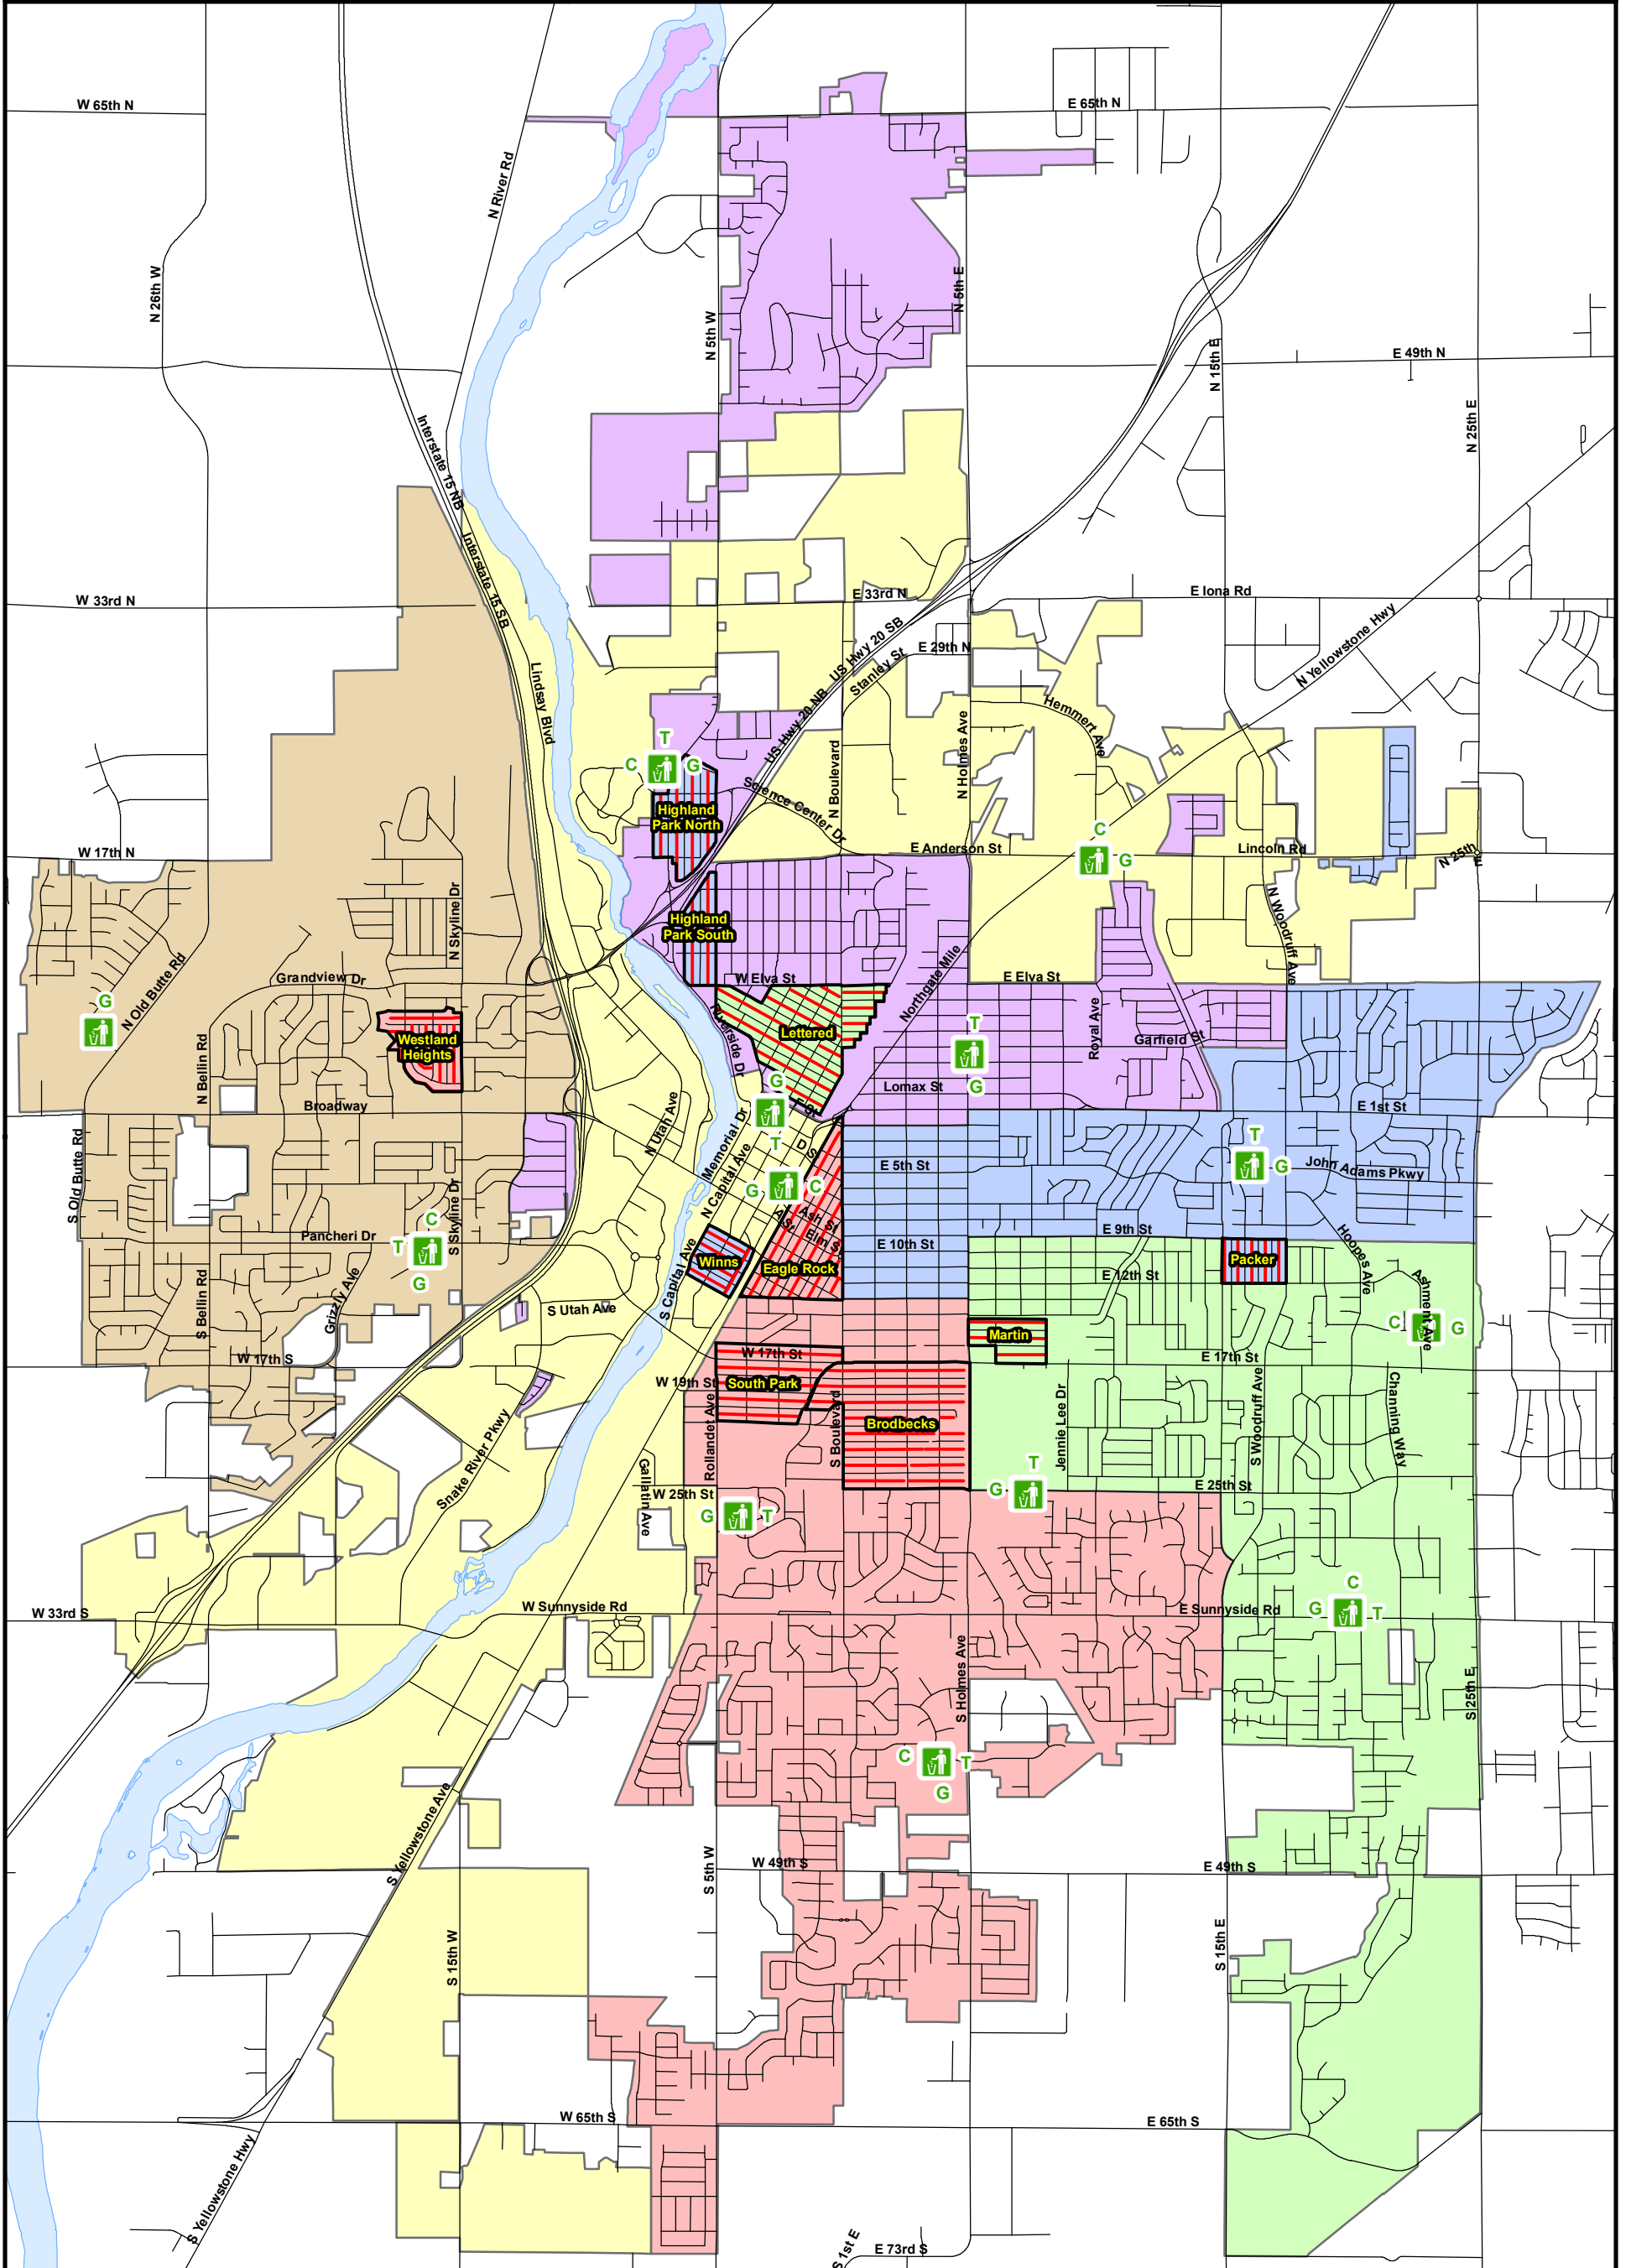 W 65th N
E 65th N
N River Rd
N 26th W
N 5th W
N 5th E
N 15th E
E 49th N
N 25th E
Interstate 15 NB
Interstate 15 SB
W 33rd N
E 33rd N
E Iona Rd
US Hwy 20 SB
US Hwy 20 NB
Stanley St
E 29th N
N Yellowstone Hwy
Lindsay Blvd
Hemmert Ave
N Holmes Ave
N Boulevard
T
C
G
Science Center Dr
Highland
Park North
C
G
W 17th N
E Anderson St
Lincoln Rd
N 25th
E
N Skyline Dr
Highland
Park South
N Woodruff Ave
Northgate Mile
N Old Butte Rd
Grandview Dr
W Elva St
E Elva St
G
Riverside Dr
Lettered
T
G
Royal Ave
Garfield St
Westland
Heights
N Bellin Rd
Lomax St
Broadway
G
T
F St
E 1st St
N Utah Ave
Memorial Dr
N Capital Ave
D St
S Old Butte Rd
E 5th St
T
G
John Adams Pkwy
G
C
S Skyline Dr
C
T
G
Pancheri Dr
A St
Ash St
Elm St
E 9th St
E 10th St
Hoopes Ave
Winns
Eagle Rock
Packer
S Capital Ave
E 12th St
Ashment Ave
S Bellin Rd
Grizzly Ave
S Utah Ave
C
G
Martin
W 17th S
W 17th St
E 17th St
W 19th St
South Park
Rollandet Ave
S Boulevard
Brodbecks
Jennie Lee Dr
S Woodruff Ave
Channing Way
Snake River Pkwy
Gallatin Ave
W 25th St
T
G
E 25th St
G
T
W 33rd S
W Sunnyside Rd
E Sunnyside Rd
C
G
T
S Holmes Ave
S 25th E
C
T
G
S Yellowstone Ave
S 5th W
W 49th S
E 49th S
S 15th W
S 15th E
W 65th S
E 65th S
S Yellowstone Hwy
S 1st E
E 73rd S